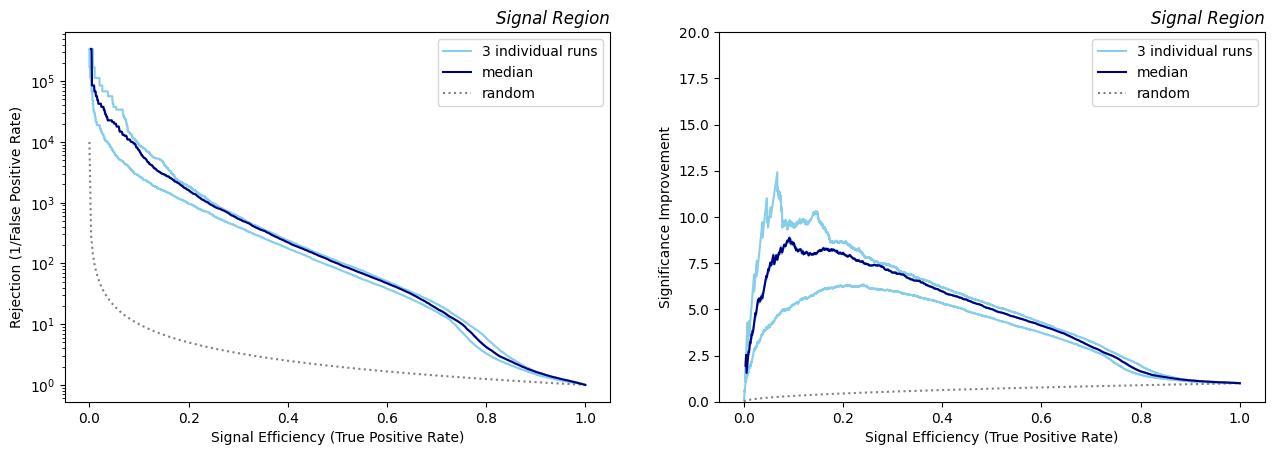 Signal Region
Rejection (1/False Positive Rate)
10^5
10^4
10^3
10^2
10^1
10^0
3 individual runs
median
random
0.0 0.2 0.4 0.6 0.8 1.0
Signal Efficiency (True Positive Rate)
Signal Region
Significance Improvement
20.0
17.5
15.0
12.5
10.0
7.5
5.0
2.5
0.0
3 individual runs
median
random
0.0 0.2 0.4 0.6 0.8 1.0
Signal Efficiency (True Positive Rate)